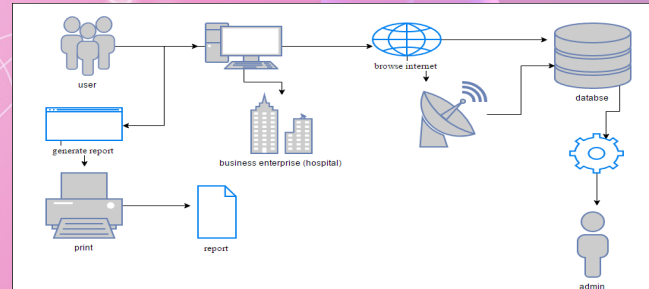 user
browse internet
databse
generate report
business enterprise (hospital)
print
report
admin